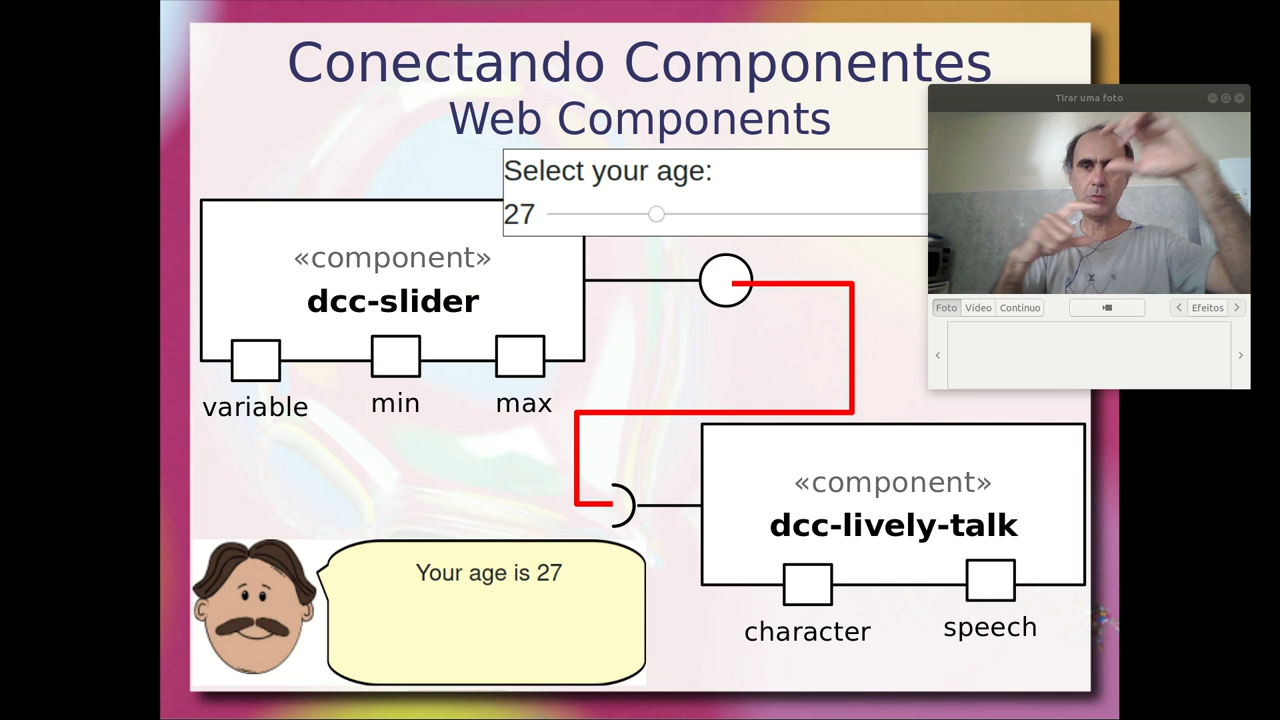 Conectando Componentes
Web Components
Tirar uma foto
Select your age:
27
«component»
dcc-slider
variable
min
max
Foto
Vídeo
Contínuo
Efeitos
«component»
dcc-lively-talk
character
speech
Your age is 27